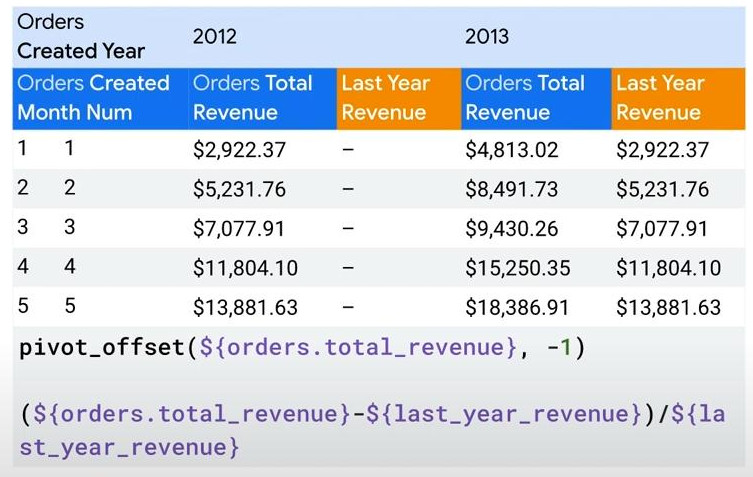 Orders
Created Year 2012 2013
Orders Created Orders Total Last Year Orders Total Last Year
Month Num Revenue Revenue Revenue Revenue
1 1 $2,922.37 – $4,813.02 $2,922.37
2 2 $5,231.76 – $8,491.73 $5,231.76
3 3 $7,077.91 – $9,430.26 $7,077.91
4 4 $11,804.10 – $15,250.35 $11,804.10
5 5 $13,881.63 – $18,386.91 $13,881.63
pivot_offset(${orders.total_revenue}, -1)
(${orders.total_revenue}-${last_year_revenue})/${la
st_year_revenue}